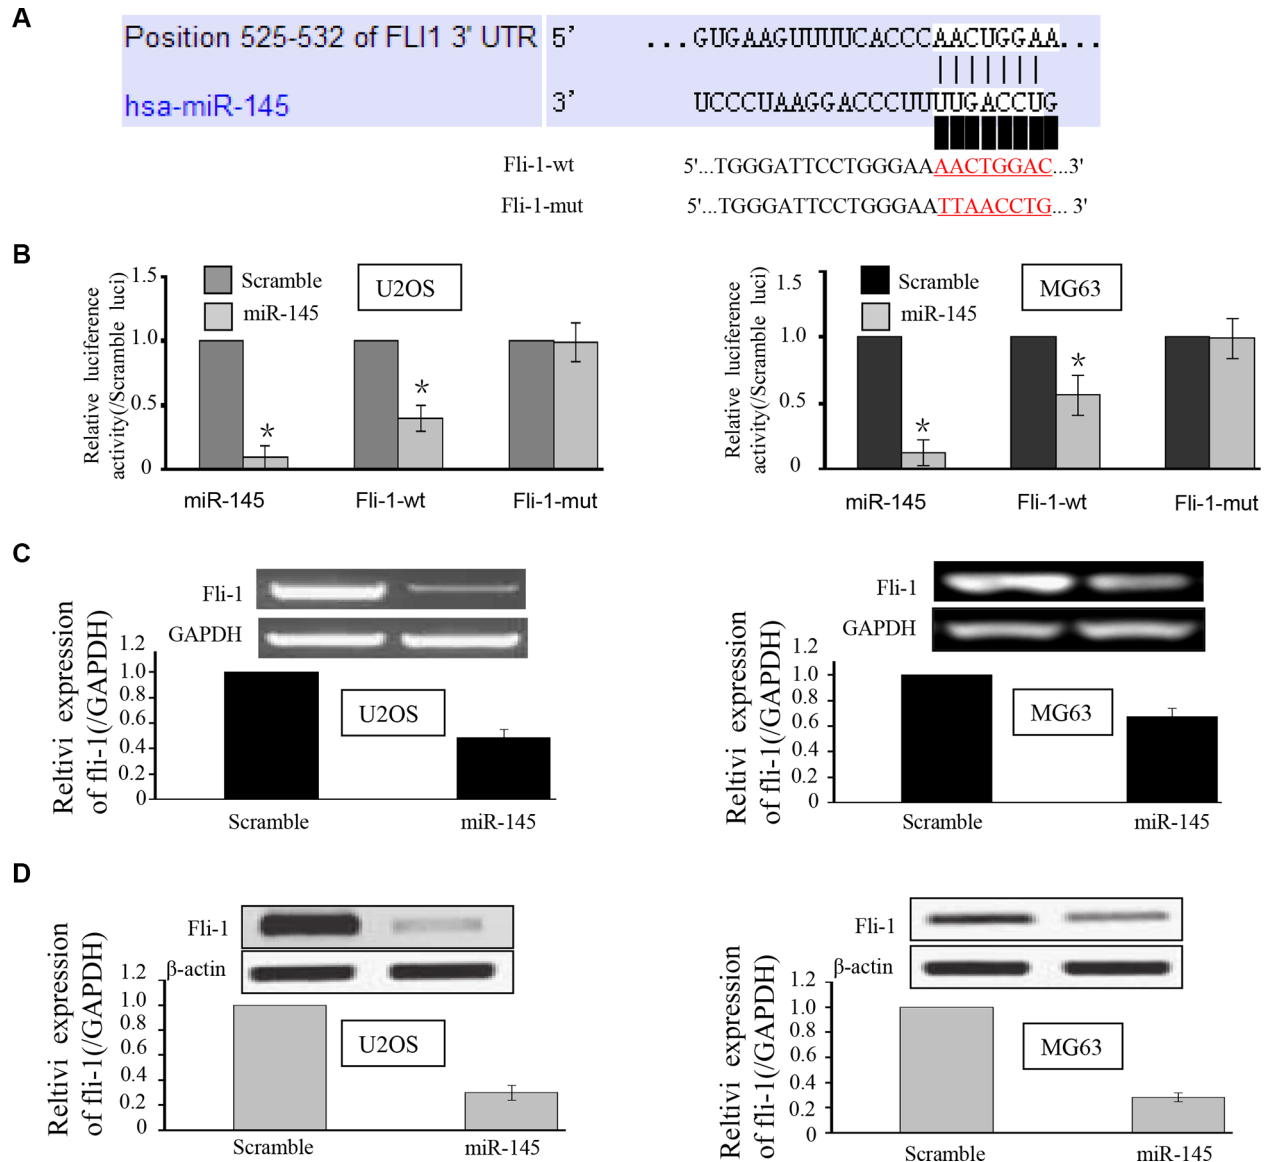 A
Position 525-532 of FLI1 3' UTR 5' ...GUGAAGUUUUCACCCAACUGGAA...
hsa-miR-145 3' UCCCUAAGGACCCUUUUGACCUG
Fli-1-wt 5'...TGGGATTCCTGGGAAAACTGGAC...3'
Fli-1-mut 5'...TGGGATTCCTGGGAATTAACCTG... 3'
B
Relative luciference
activity(/Scramble luci)
1.5
1.0
0.5
0
Scramble
miR-145
U2OS
*
*
miR-145 Fli-1-wt Fli-1-mut
Relative luciference
activity(/Scramble luci)
1.5
1.0
0.5
0
Scramble
miR-145
MG63
*
*
miR-145 Fli-1-wt Fli-1-mut
C
Fli-1
GAPDH
Reltivi expression
of fli-1(/GAPDH)
1.2
1.0
0.8
0.6
0.4
0.2
0
U2OS
Scramble miR-145
Fli-1
GAPDH
Reltivi expression
of fli-1(/GAPDH)
1.2
1.0
0.8
0.6
0.4
0.2
0
MG63
Scramble miR-145
D
Fli-1
β-actin
Reltivi expression
of fli-1(/GAPDH)
1.2
1.0
0.8
0.6
0.4
0.2
0
U2OS
Scramble miR-145
Fli-1
β-actin
Reltivi expression
of fli-1(/GAPDH)
1.2
1.0
0.8
0.6
0.4
0.2
0
MG63
Scramble miR-145